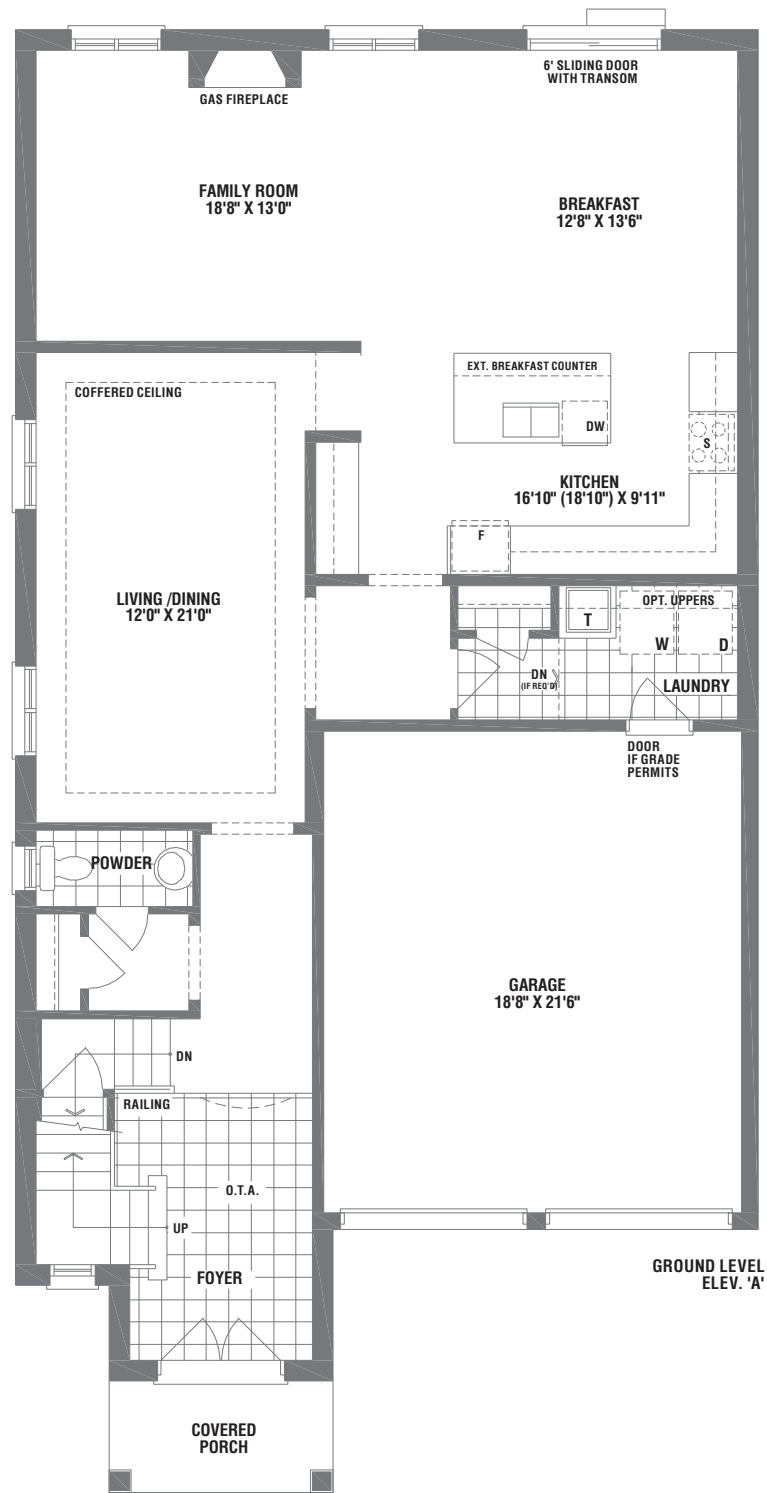 6' SLIDING DOOR
WITH TRANSOM
GAS FIREPLACE
FAMILY ROOM
18'8" X 13'0"
BREAKFAST
12'8" X 13'6"
EXT. BREAKFAST COUNTER
COFFERED CEILING
DW
S
KITCHEN
16'10" (18'10") X 9'11"
F
LIVING /DINING
12'0" X 21'0"
OPT. UPPERS
T
W
D
DN
(IF REQ'D)
LAUNDRY
DOOR
IF GRADE
PERMITS
POWDER
GARAGE
18'8" X 21'6"
DN
RAILING
O.T.A.
UP
FOYER
GROUND LEVEL
ELEV. 'A'
COVERED
PORCH